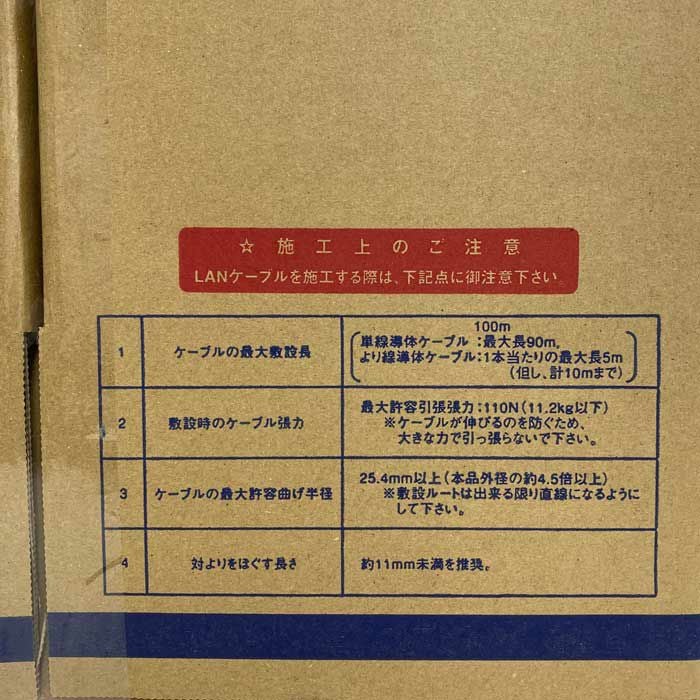 ☆施工上のご注意
LANケーブルを施工する際は、下記点に御注意下さい
1
ケーブルの最大敷設長
100m
単線導体ケーブル：最大長90m。
より線導体ケーブル：1本当たりの最大長5m
（但し、計10mまで）
2
敷設時のケーブル張力
最大許容引張張力：110N（11.2kg以下）
※ケーブルが伸びるのを防ぐため、
大きな力で引っ張らないで下さい。
3
ケーブルの最大許容曲げ半径
25.4mm以上（本品外径の約4.5倍以上）
※敷設ルートは出来る限り直線になるように
して下さい。
4
対よりをほぐす長さ
約11mm未満を推奨。